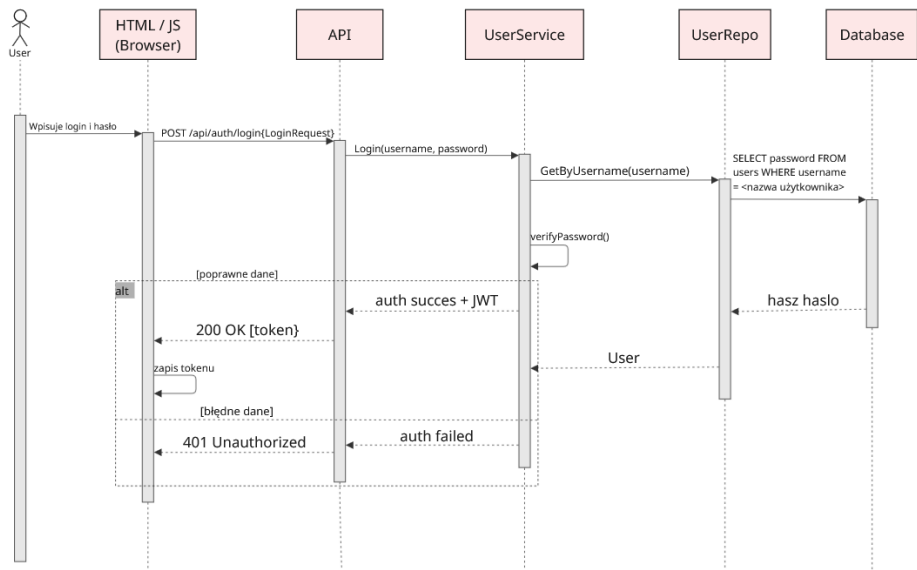 User
HTML / JS
(Browser)
API
UserService
UserRepo
Database
Wpisuje login i hasło
POST /api/auth/login{LoginRequest}
Login(username, password)
GetByUsername(username)
SELECT password FROM
users WHERE username
= <nazwa użytkownika>
verifyPassword()
[poprawne dane]
alt
auth succes + JWT
hasz haslo
200 OK [token}
User
zapis tokenu
[błędne dane]
auth failed
401 Unauthorized